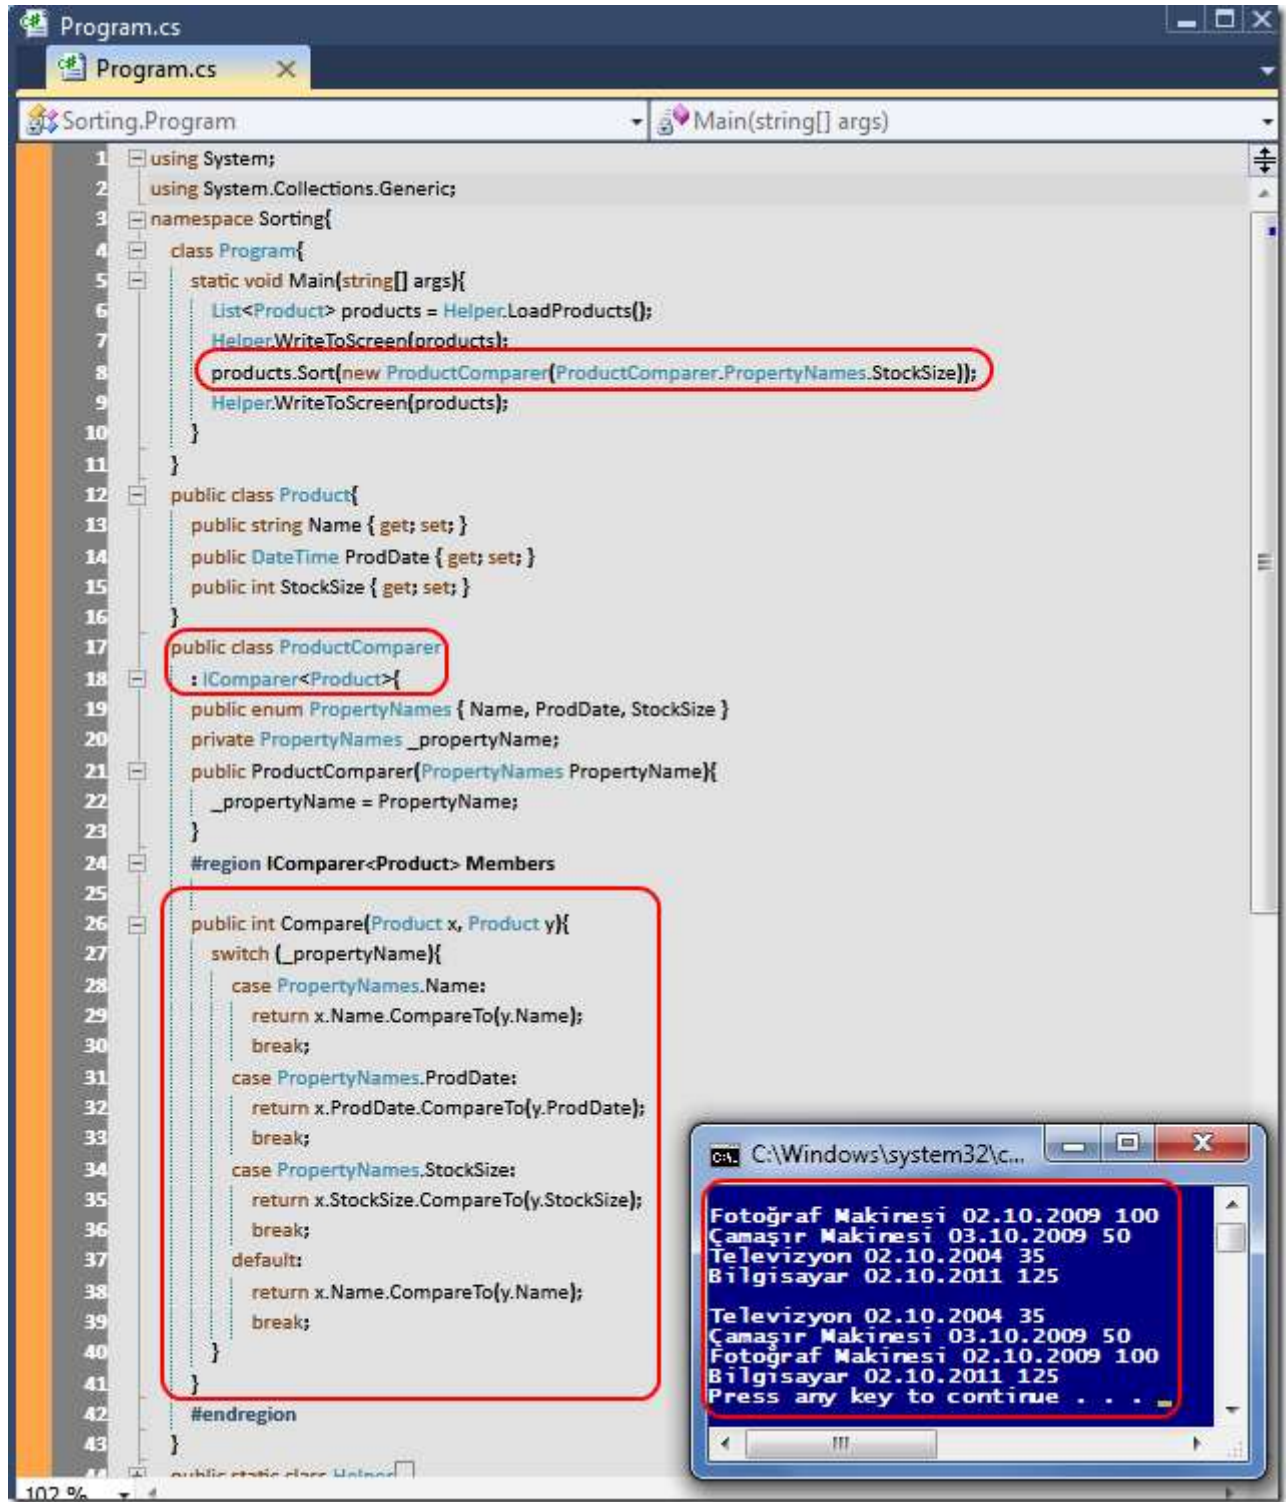 Program.cs
Program.cs
Sorting.Program
Main(string[] args)
1 using System;
2 using System.Collections.Generic;
3 namespace Sorting{
4 class Program{
5 static void Main(string[] args){
6 List<Product> products = Helper.LoadProducts();
7 Helper.WriteToScreen(products);
8 products.Sort(new ProductComparer(ProductComparer.PropertyNames.StockSize));
9 Helper.WriteToScreen(products);
10 }
11 }
12 public class Product{
13 public string Name { get; set; }
14 public DateTime ProdDate { get; set; }
15 public int StockSize { get; set; }
16 }
17 public class ProductComparer
18 : IComparer<Product>{
19 public enum PropertyNames { Name, ProdDate, StockSize }
20 private PropertyNames _propertyName;
21 public ProductComparer(PropertyNames PropertyName){
22 _propertyName = PropertyName;
23 }
24 #region IComparer<Product> Members
25
26 public int Compare(Product x, Product y){
27 switch (_propertyName){
28 case PropertyNames.Name:
29 return x.Name.CompareTo(y.Name);
30 break;
31 case PropertyNames.ProdDate:
32 return x.ProdDate.CompareTo(y.ProdDate);
33 break;
34 case PropertyNames.StockSize:
35 return x.StockSize.CompareTo(y.StockSize);
36 break;
37 default:
38 return x.Name.CompareTo(y.Name);
39 break;
40 }
41 }
42 #endregion
43 }
44 public static class Helper
102 %
C:\Windows\system32\c...
Fotoğraf Makinesi 02.10.2009 100
Çamaşır Makinesi 03.10.2009 50
Televizyon 02.10.2004 35
Bilgisayar 02.10.2011 125
Televizyon 02.10.2004 35
Çamaşır Makinesi 03.10.2009 50
Fotoğraf Makinesi 02.10.2009 100
Bilgisayar 02.10.2011 125
Press any key to continue . . .